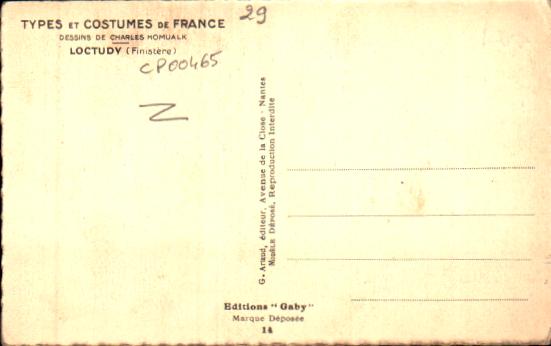 TYPES ET COSTUMES DE FRANCE
29
DESSINS DE CHARLES HOMUALK
LOCTUDY (Finistère)
CP00465
Z
G. Artaud, éditeur, Avenue de la Close - Nantes
MODÈLE DÉPOSÉ, Reproduction Interdite
Editions "Gaby"
Marque Déposée
14